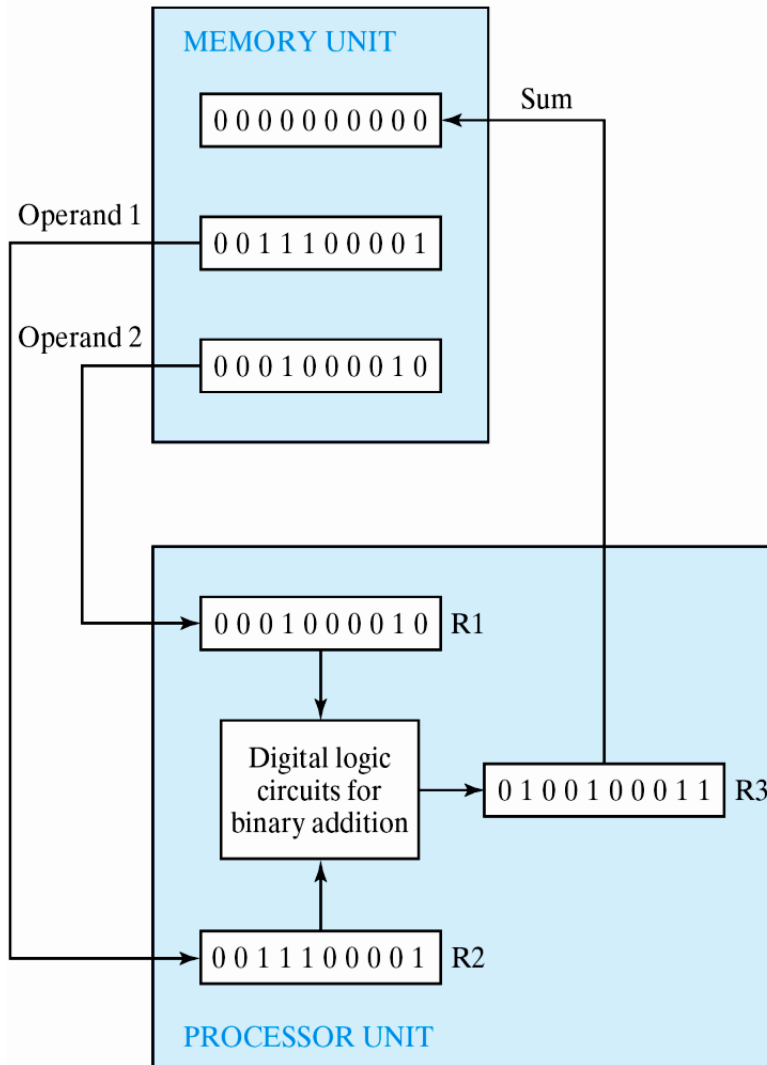 MEMORY UNIT
Sum
0 0 0 0 0 0 0 0 0 0
Operand 1
0 0 1 1 1 0 0 0 0 1
Operand 2
0 0 0 1 0 0 0 0 1 0
0 0 0 1 0 0 0 0 1 0 R1
Digital logic
circuits for
binary addition
0 1 0 0 1 0 0 0 1 1 R3
0 0 1 1 1 0 0 0 0 1 R2
PROCESSOR UNIT